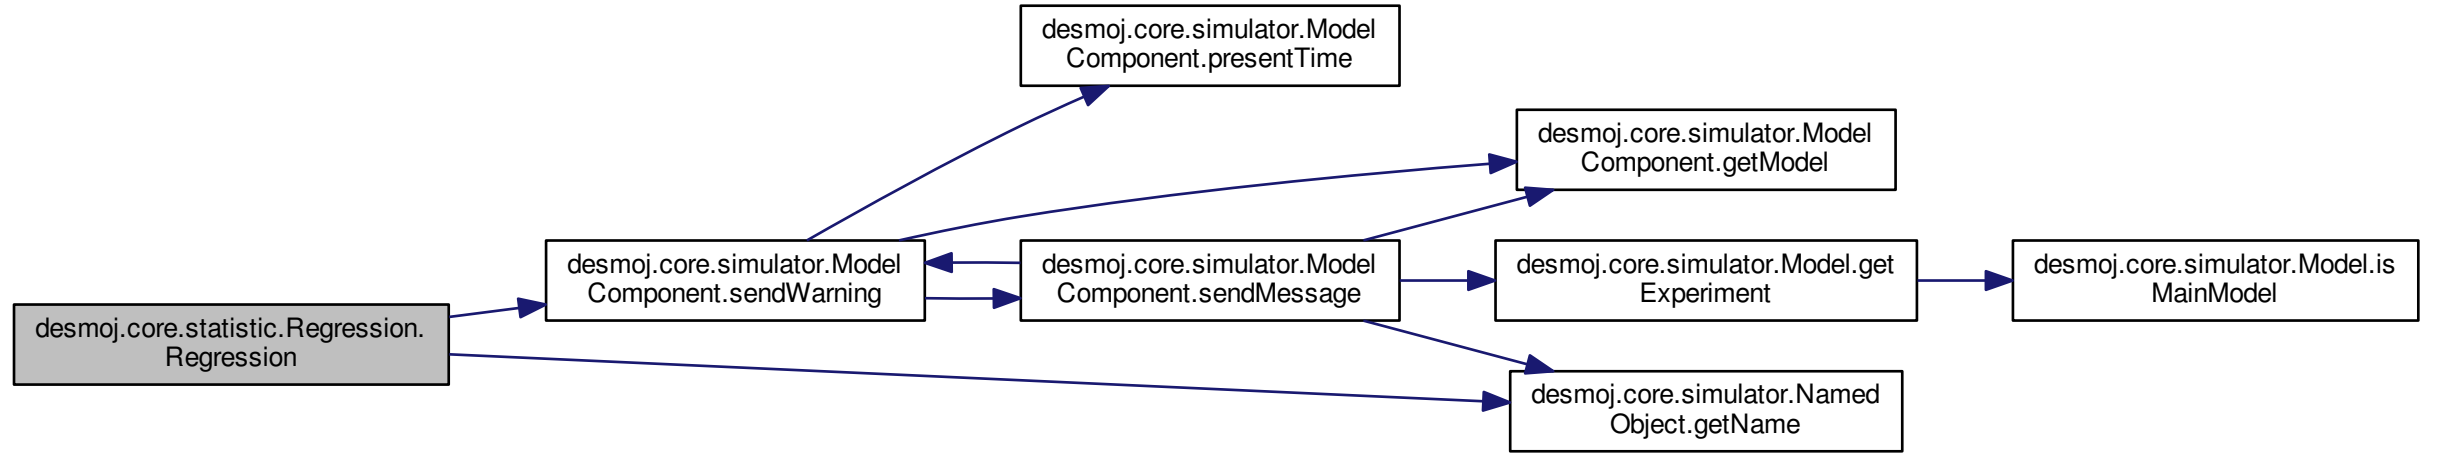 desmoj.core.simulator.Model
Component.presentTime
desmoj.core.simulator.Model
Component.getModel
desmoj.core.simulator.Model
Component.sendWarning
desmoj.core.simulator.Model
Component.sendMessage
desmoj.core.simulator.Model.get
Experiment
desmoj.core.simulator.Model.is
MainModel
desmoj.core.statistic.Regression.
Regression
desmoj.core.simulator.Named
Object.getName